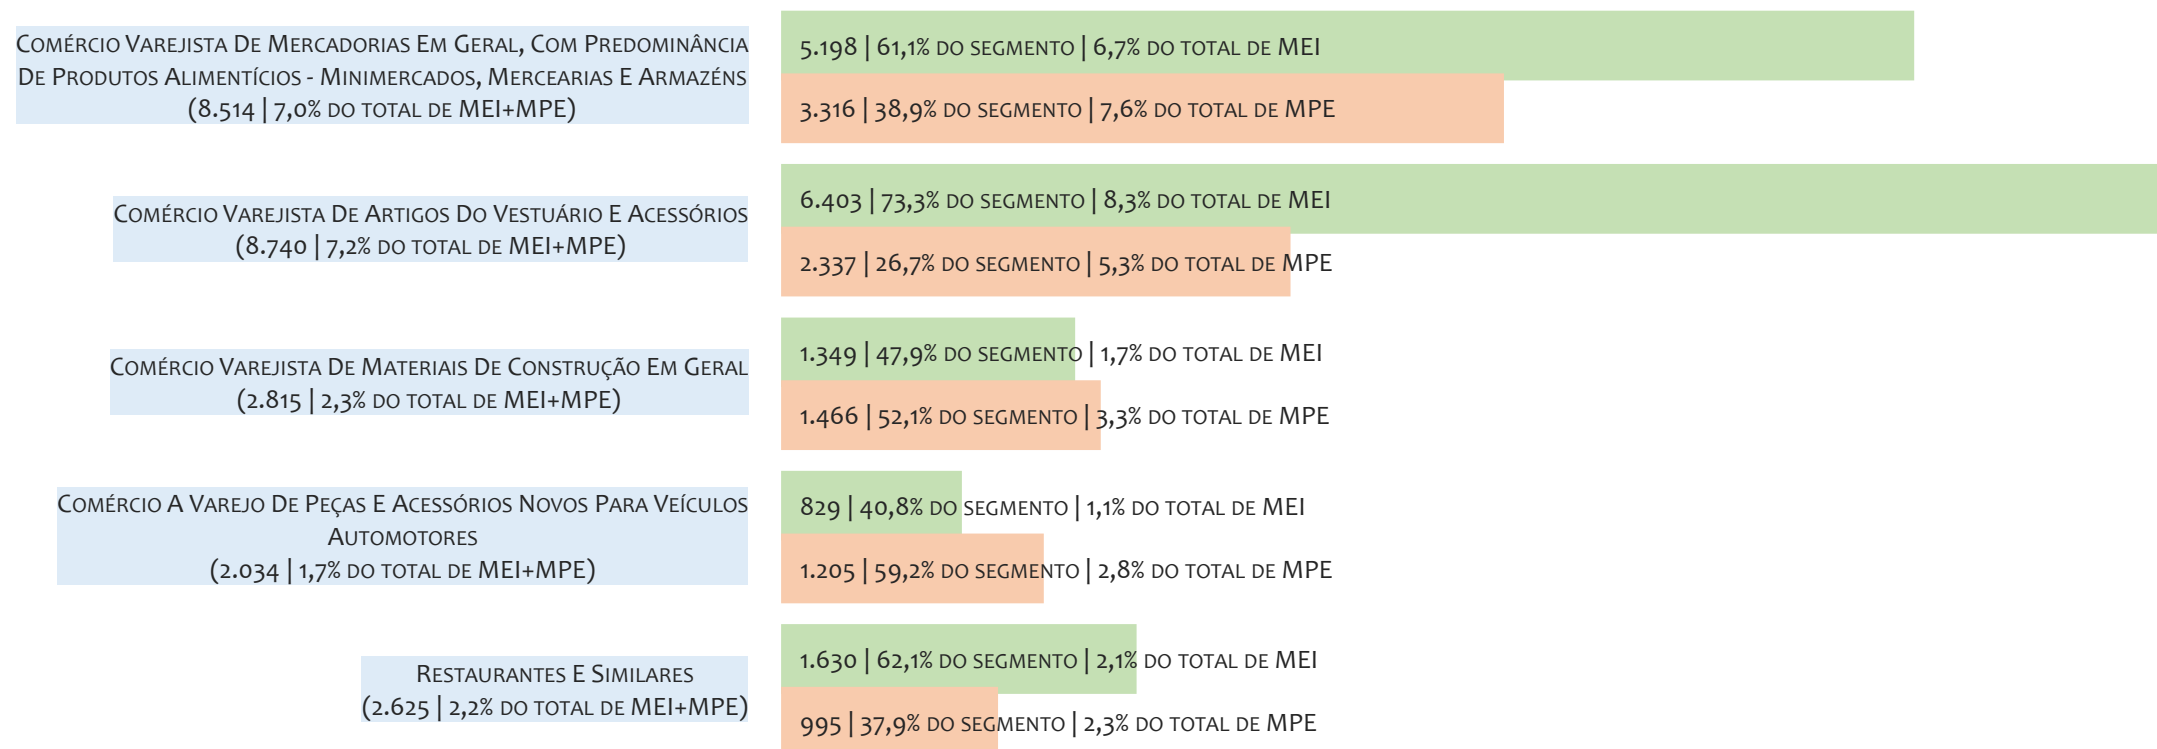 Comércio Varejista De Mercadorias Em Geral, Com Predominância
De Produtos Alimentícios - Minimercados, Mercearias E Armazéns
(8.514 | 7,0% do total de MEI+MPE)
5.198 | 61,1% do segmento | 6,7% do total de MEI
3.316 | 38,9% do segmento | 7,6% do total de MPE
Comércio Varejista De Artigos Do Vestuário E Acessórios
(8.740 | 7,2% do total de MEI+MPE)
6.403 | 73,3% do segmento | 8,3% do total de MEI
2.337 | 26,7% do segmento | 5,3% do total de MPE
Comércio Varejista De Materiais De Construção Em Geral
(2.815 | 2,3% do total de MEI+MPE)
1.349 | 47,9% do segmento | 1,7% do total de MEI
1.466 | 52,1% do segmento | 3,3% do total de MPE
Comércio A Varejo De Peças E Acessórios Novos Para Veículos
Automotores
(2.034 | 1,7% do total de MEI+MPE)
829 | 40,8% do segmento | 1,1% do total de MEI
1.205 | 59,2% do segmento | 2,8% do total de MPE
Restaurantes E Similares
(2.625 | 2,2% do total de MEI+MPE)
1.630 | 62,1% do segmento | 2,1% do total de MEI
995 | 37,9% do segmento | 2,3% do total de MPE